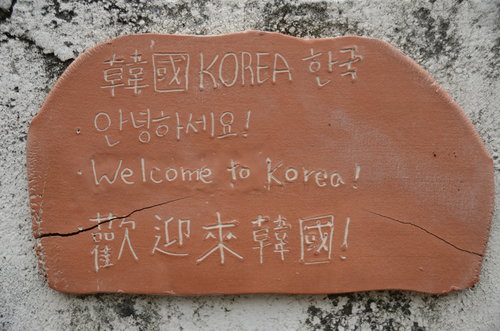 韓國 KOREA 한국
안녕하세요!
Welcome to Korea!
歡迎來韓國!